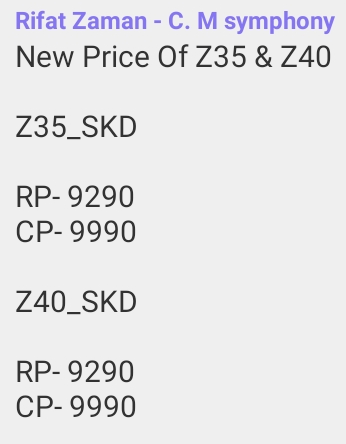 Rifat Zaman - C. M symphony
New Price Of Z35 & Z40
Z35_SKD
RP- 9290
CP- 9990
Z40_SKD
RP- 9290
CP- 9990